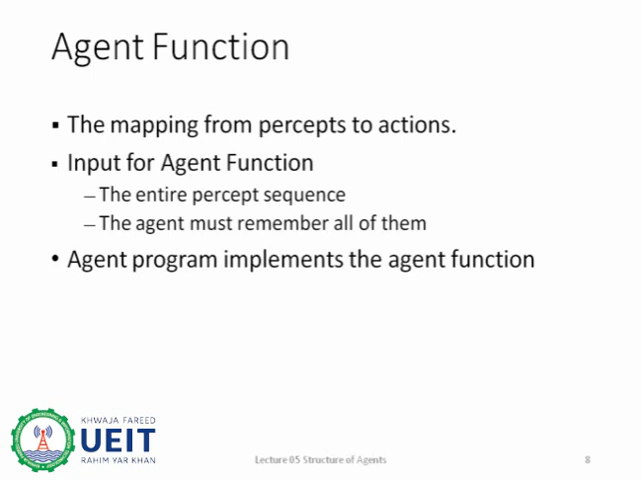 Agent Function
▪ The mapping from percepts to actions.
▪ Input for Agent Function
– The entire percept sequence
– The agent must remember all of them
• Agent program implements the agent function
KHWAJA FAREED
UEIT
RAHIM YAR KHAN
Lecture 05 Structure of Agents
8